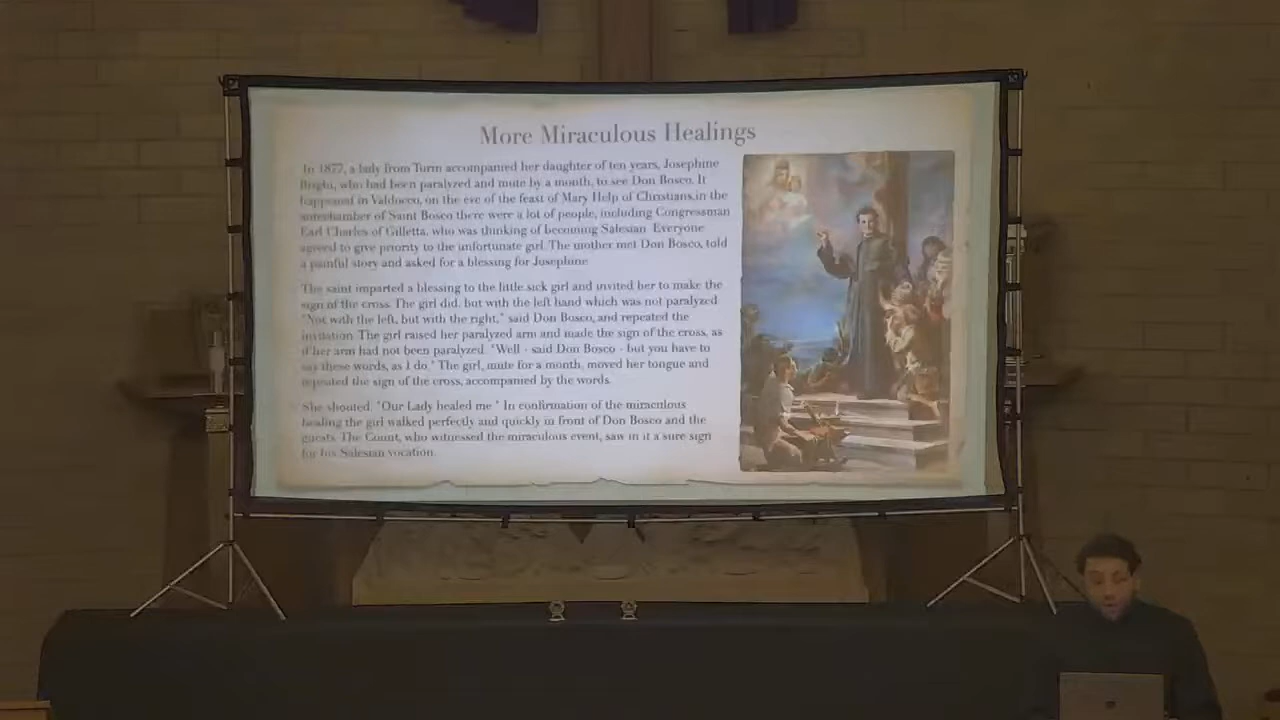 More Miraculous Healings
In 1877, a lady from Turin accompanied her daughter of ten years, Josephine
who had been paralyzed and mute by a month, to see Don Bosco. It
happened in Valdocco, on the eve of the feast of Mary Help of Christians,in the
antechamber of Saint Bosco there were a lot of people, including Congressman
Earl Charles of Gilletta, who was thinking of becoming Salesian. Everyone
agreed to give priority to the unfortunate girl. The mother met Don Bosco, told
a painful story and asked for a blessing for Josephine.
The saint imparted a blessing to the little sick girl and invited her to make the
sign of the cross. The girl did, but with the left hand which was not paralyzed.
"Not with the left, but with the right," said Don Bosco, and repeated the
invitation. The girl raised her paralyzed arm and made the sign of the cross, as
if her arm had not been paralyzed. "Well - said Don Bosco - but you have to
say these words, as I do." The girl, mute for a month, moved her tongue and
repeated the sign of the cross, accompanied by the words.
She shouted: "Our Lady healed me." In confirmation of the miraculous
healing the girl walked perfectly and quickly in front of Don Bosco and the
guests. The Count, who witnessed the miraculous event, saw in it a sure sign
for his Salesian vocation.